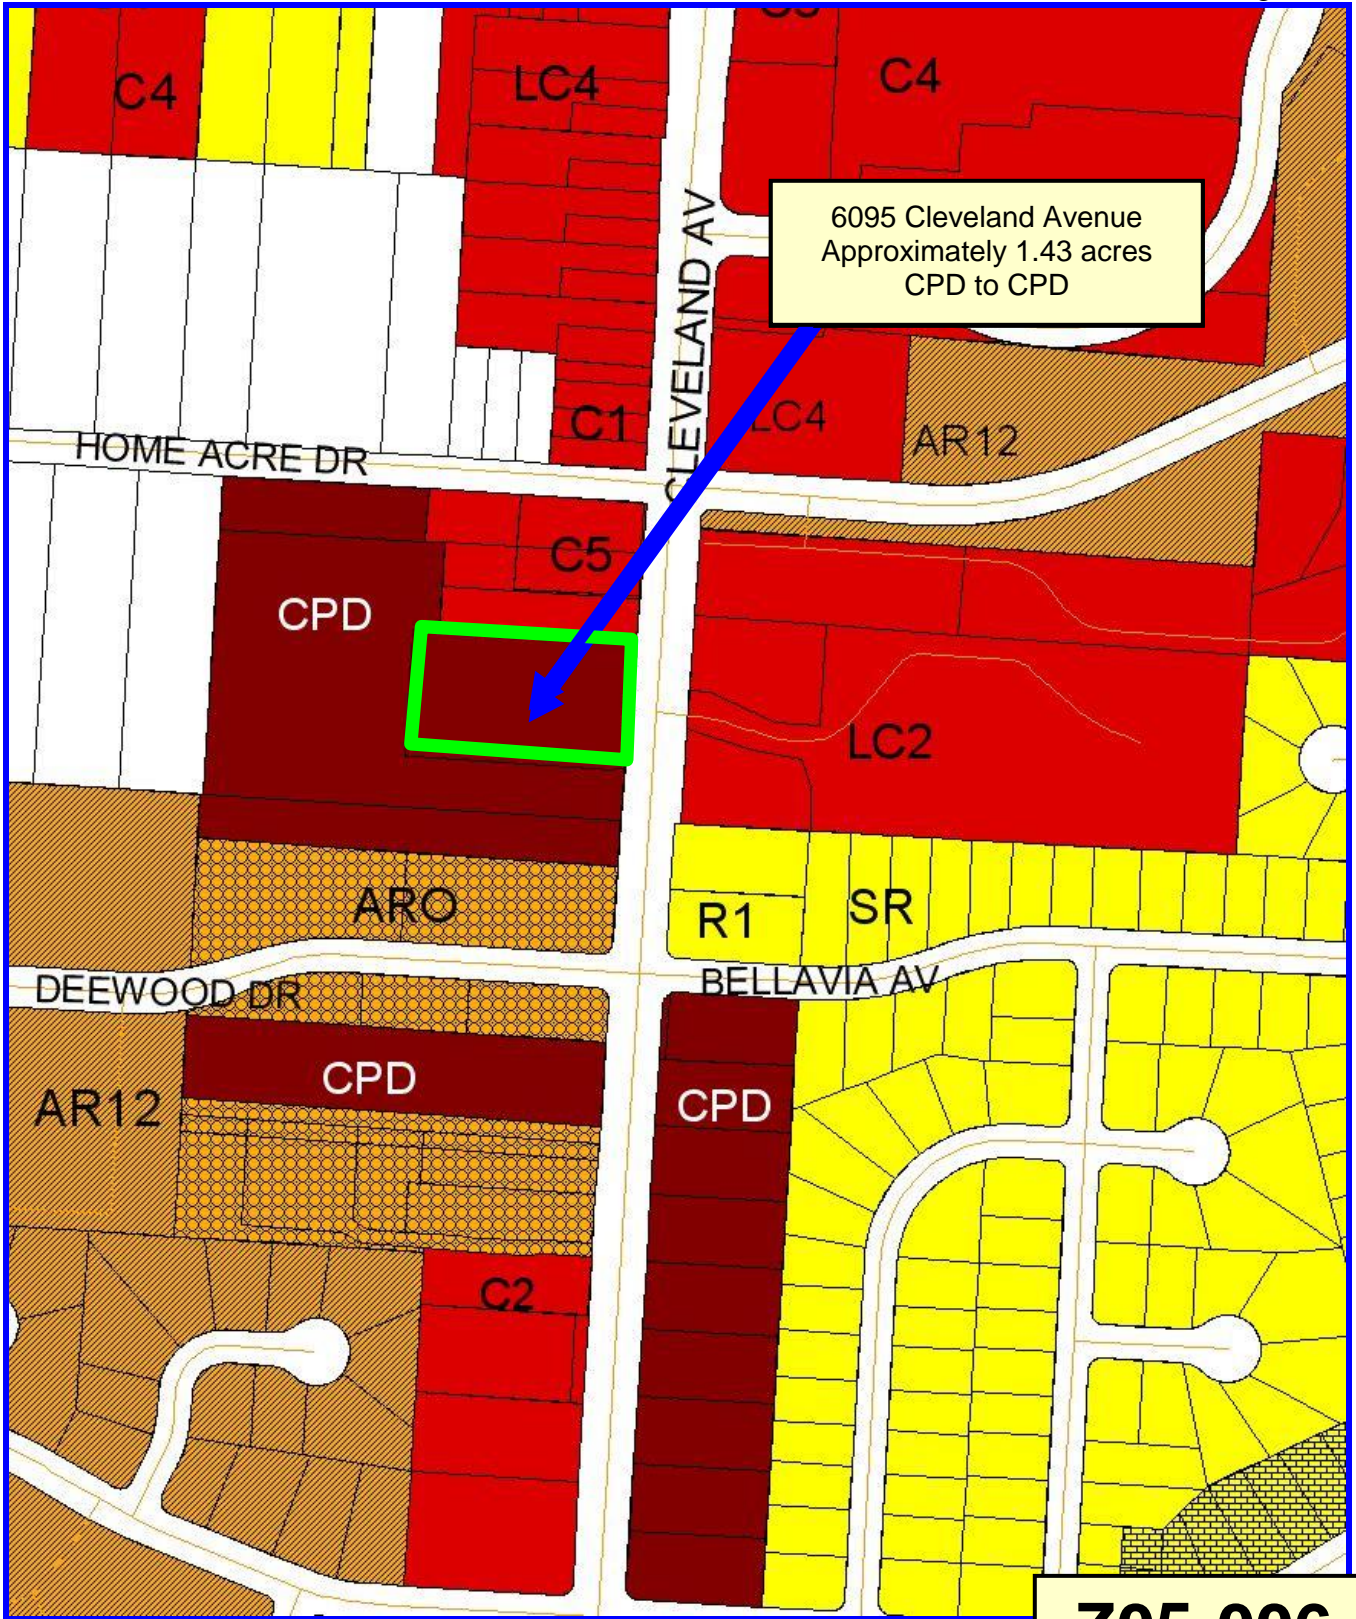 C4
LC4
C4
CLEVELAND AV
6095 Cleveland Avenue
Approximately 1.43 acres
CPD to CPD
C1
LC4
AR12
HOME ACRE DR
C5
CPD
LC2
ARO
R1
SR
DEEWOOD DR
BELLAVIA AV
CPD
CPD
AR12
C2